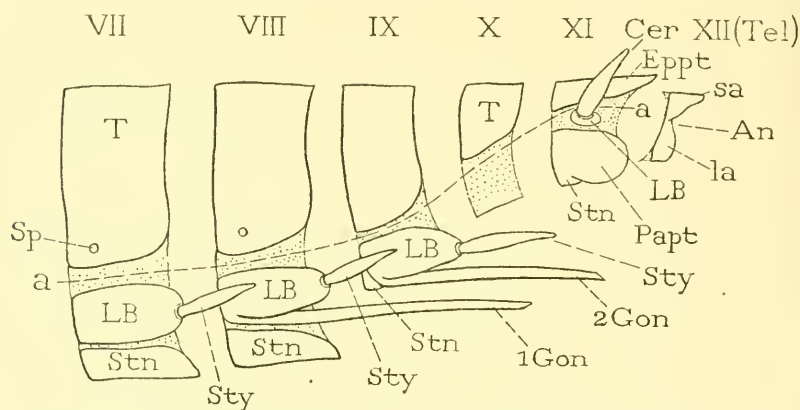 VII VIII IX X XI Cer XII(Tel)
Eppt
T T sa
a An
la
LB
Sp Stn Papt
LB
a Sty
LB LB
2Gon
Stn Stn Stn
1Gon
Sty Sty